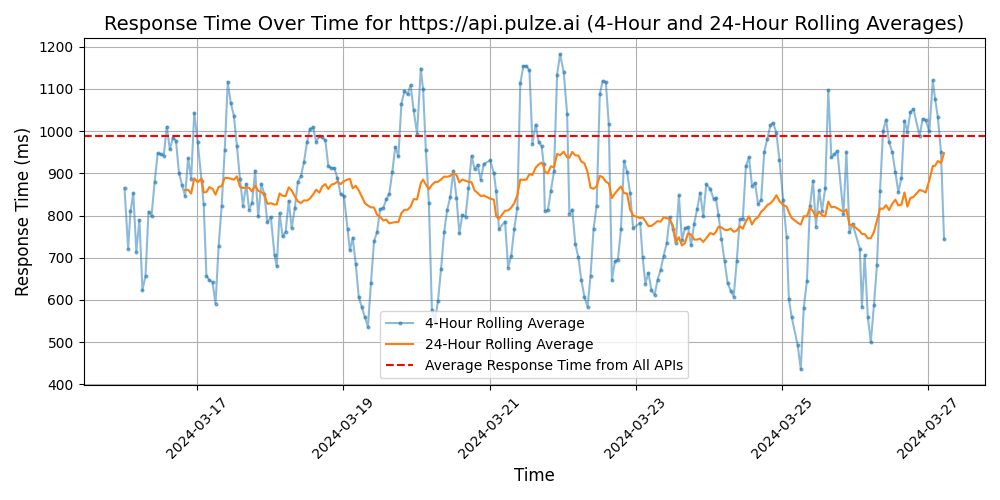 Response Time Over Time for https://api.pulze.ai (4-Hour and 24-Hour Rolling Averages)
1200
1100
1000
900
800
700
600
500
400
Response Time (ms)
4-Hour Rolling Average
24-Hour Rolling Average
Average Response Time from All APIs
2024-03-17
2024-03-19
2024-03-21
2024-03-23
2024-03-25
2024-03-27
Time